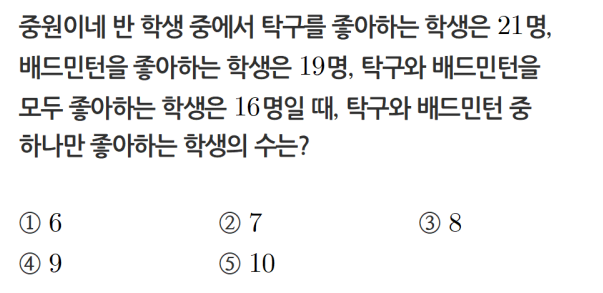 중원이네 반 학생 중에서 탁구를 좋아하는 학생은 21명,
배드민턴을 좋아하는 학생은 19명, 탁구와 배드민턴을
모두 좋아하는 학생은 16명일 때, 탁구와 배드민턴 중
하나만 좋아하는 학생의 수는?
① 6 ② 7 ③ 8
④ 9 ⑤ 10